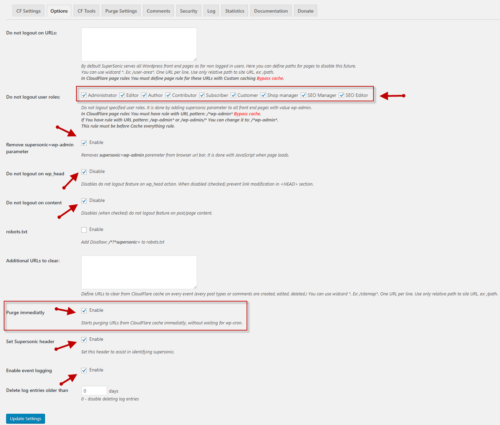 CF Settings Options CF Tools Purge Settings Comments Security Log Statistics Documentation Donate
Do not logout on URLs:
By default SuperSonic serves all Wordpress front end pages as for non logged in users. Here you can define paths for pages to disable this future.
You can use widcard *. Ex: /user-area/*. One URL per line. Use only relative path to site URL, ex: /path.
In CloudFlare page rules You must define page rule for these URLs with Custom caching Bypass cache.
Do not logout user roles:
Administrator Editor Author Contributor Subscriber Customer Shop manager SEO Manager SEO Editor
Do not logout specified user roles. It is done by adding supersonic parameter to all front end pages with value wp-admin.
In CloudFlare page rules You must have rule with URL pattern: /*wp-admin* Bypass cache.
If You have rule with URL pattern: /wp-admin* or /wp-admin/* You can change it to: /*wp-admin*.
This rule must be before Cache everything rule.
Remove supersonic=wp-admin parameter
Enable
Removes supersonic=wp-admin parameter from browser url bar. It is done with JavaScript when page loads.
Do not logout on wp_head
Disable
Disables do not logout feature on wp_head action. When disabled (checked) prevent link modification in <HEAD> section.
Do not logout on content
Disable
Disables (when checked) do not logout feature on post/page content.
robots.txt
Enable
Add Disallow: /*?*supersonic= to robots.txt
Additional URLs to clear:
Define URLs to clear from CloudFlare cache on every event (every post types or comments are created, edited, deleted.) You can use widcard *. Ex: /sitemap*. One URL per line. Use only relative path to site URL, ex: /path.
Purge immediatly
Enable
Starts purging URLs from CloudFlare cache immediately, without waiting for wp-cron.
Set Supersonic header
Enable
Set this header to assist in identifying supersonic.
Enable event logging
Enable
Delete log entries older than
0 days
0 - disable deleting log entries
Update Settings